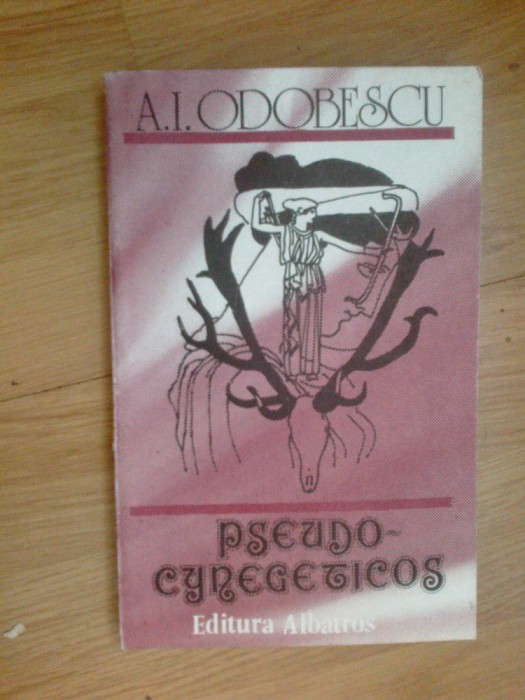 A.I. ODOBESCU
PSEUDO-
CYNEGETICOS
Editura Albatros